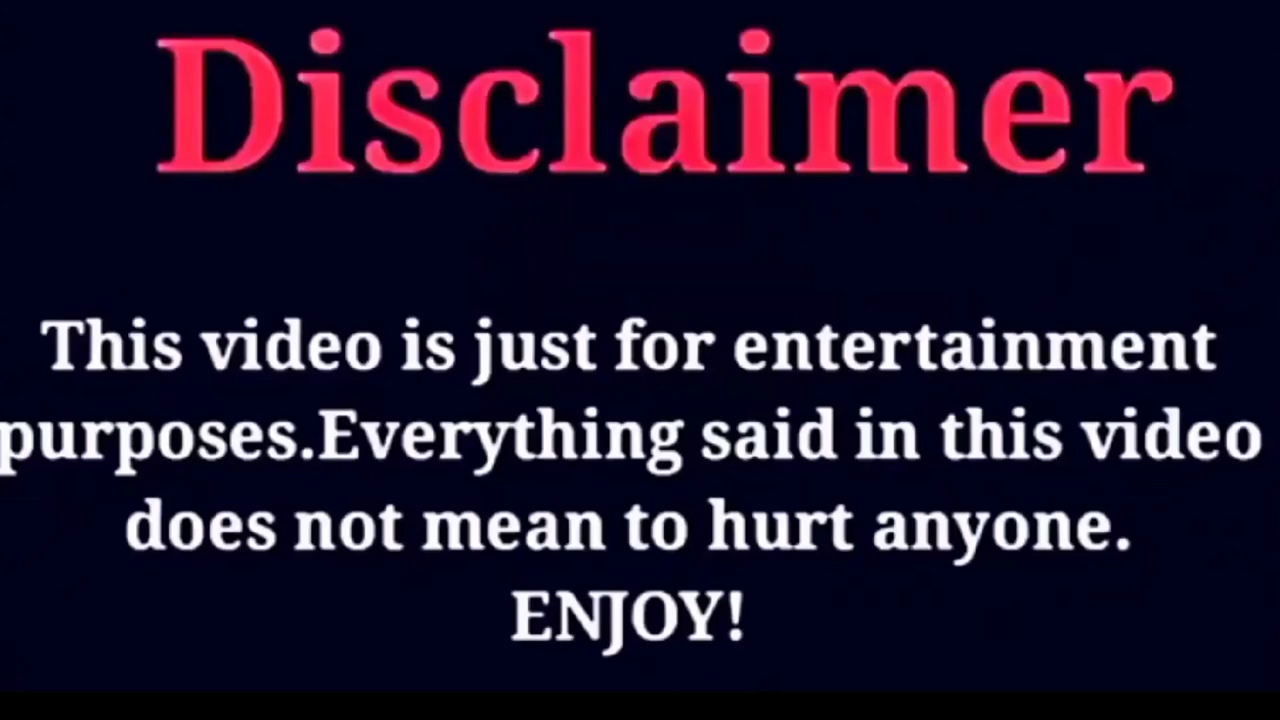 Disclaimer
This video is just for entertainment
purposes.Everything said in this video
does not mean to hurt anyone.
ENJOY!